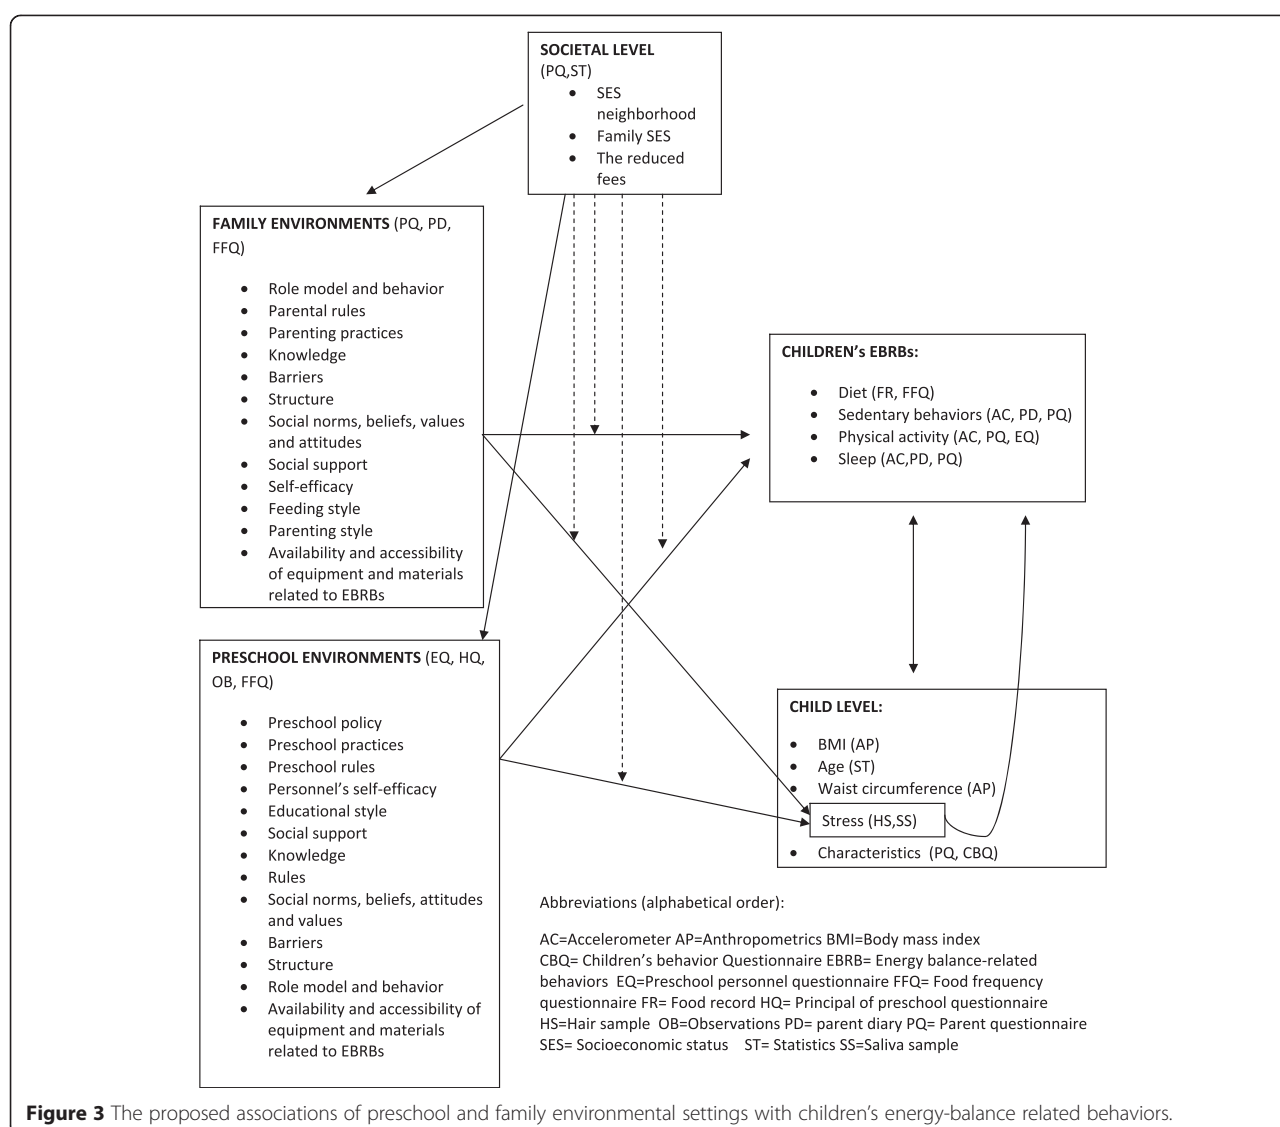 SOCIETAL LEVEL
(PQ,ST)
• SES
neighborhood
• Family SES
• The reduced
fees
FAMILY ENVIRONMENTS (PQ, PD,
FFQ)
• Role model and behavior
• Parental rules
• Parenting practices
• Knowledge
• Barriers
• Structure
• Social norms, beliefs, values
and attitudes
• Social support
• Self-efficacy
• Feeding style
• Parenting style
• Availability and accessibility
of equipment and materials
related to EBRBs
CHILDREN's EBRBs:
• Diet (FR, FFQ)
• Sedentary behaviors (AC, PD, PQ)
• Physical activity (AC, PQ, EQ)
• Sleep (AC,PD, PQ)
PRESCHOOL ENVIRONMENTS (EQ, HQ,
OB, FFQ)
• Preschool policy
• Preschool practices
• Preschool rules
• Personnel's self-efficacy
• Educational style
• Social support
• Knowledge
• Rules
• Social norms, beliefs, attitudes
and values
• Barriers
• Structure
• Role model and behavior
• Availability and accessibility of
equipment and materials
related to EBRBs
CHILD LEVEL:
• BMI (AP)
• Age (ST)
• Waist circumference (AP)
Stress (HS,SS)
• Characteristics (PQ, CBQ)
Abbreviations (alphabetical order):
AC=Accelerometer AP=Anthropometrics BMI=Body mass index
CBQ= Children's behavior Questionnaire EBRB= Energy balance-related
behaviors EQ=Preschool personnel questionnaire FFQ= Food frequency
questionnaire FR= Food record HQ= Principal of preschool questionnaire
HS=Hair sample OB=Observations PD= parent diary PQ= Parent questionnaire
SES= Socioeconomic status ST= Statistics SS=Saliva sample
Figure 3 The proposed associations of preschool and family environmental settings with children's energy-balance related behaviors.